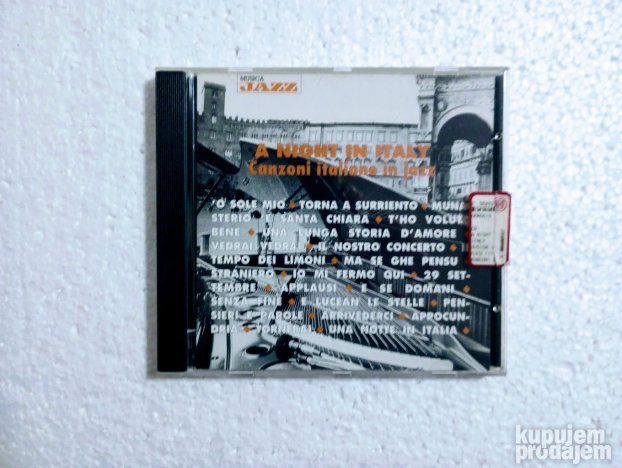 MUSICA
JAZZ
A NIGHT IN ITALY
Canzoni italiane in jazz
'O SOLE MIO ◆ TORNA A SURRIENTO ◆ MUNA-
STERIO 'E SANTA CHIARA ◆ T'HO VOLUTO
BENE ◆ UNA LUNGA STORIA D'AMORE
VEDRAI VEDRAI ◆ IL NOSTRO CONCERTO ◆
TEMPO DEI LIMONI ◆ MA SE GHE PENSU
STRANIERO ◆ IO MI FERMO QUI ◆ 29 SET-
TEMBRE ◆ APPLAUSI ◆ SE DOMANI
SENZA FINE ◆ E LUCEAN LE STELLE ◆ PEN-
SIERI E PAROLE ◆ ARRIVEDERCI ◆ APROCUN-
DRIA ◆ TORNERAI ◆ UNA NOTTE IN ITALIA ◆
kupujem
prodajem